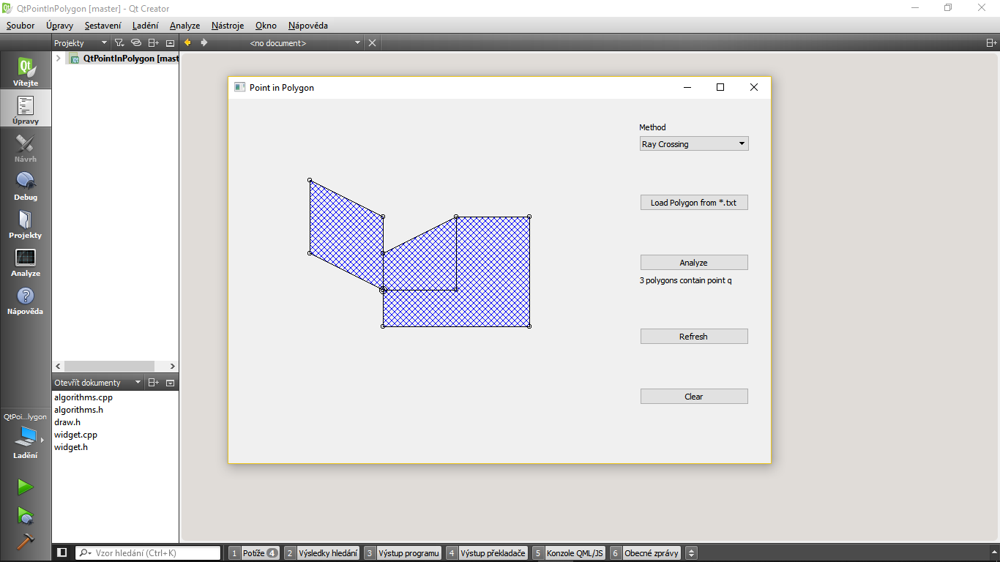 QtPointInPolygon [master] - Qt Creator
Soubor Úpravy Sestavení Ladění Analyze Nástroje Okno Nápověda
Projekty <no document>
QtPointInPolygon [mast
Qt
Vítejte
Úpravy
Návrh
Debug
Projekty
Analyze
Nápověda
Point in Polygon
Method
Ray Crossing
Load Polygon from *.txt
Analyze
3 polygons contain point q
Refresh
Clear
Otevřít dokumenty
algorithms.cpp
algorithms.h
draw.h
widget.cpp
widget.h
QtPoi...lygon
Ladění
Vzor hledání (Ctrl+K) 1 Potíže 4 2 Výsledky hledání 3 Výstup programu 4 Výstup překladače 5 Konzole QML/JS 6 Obecné zprávy